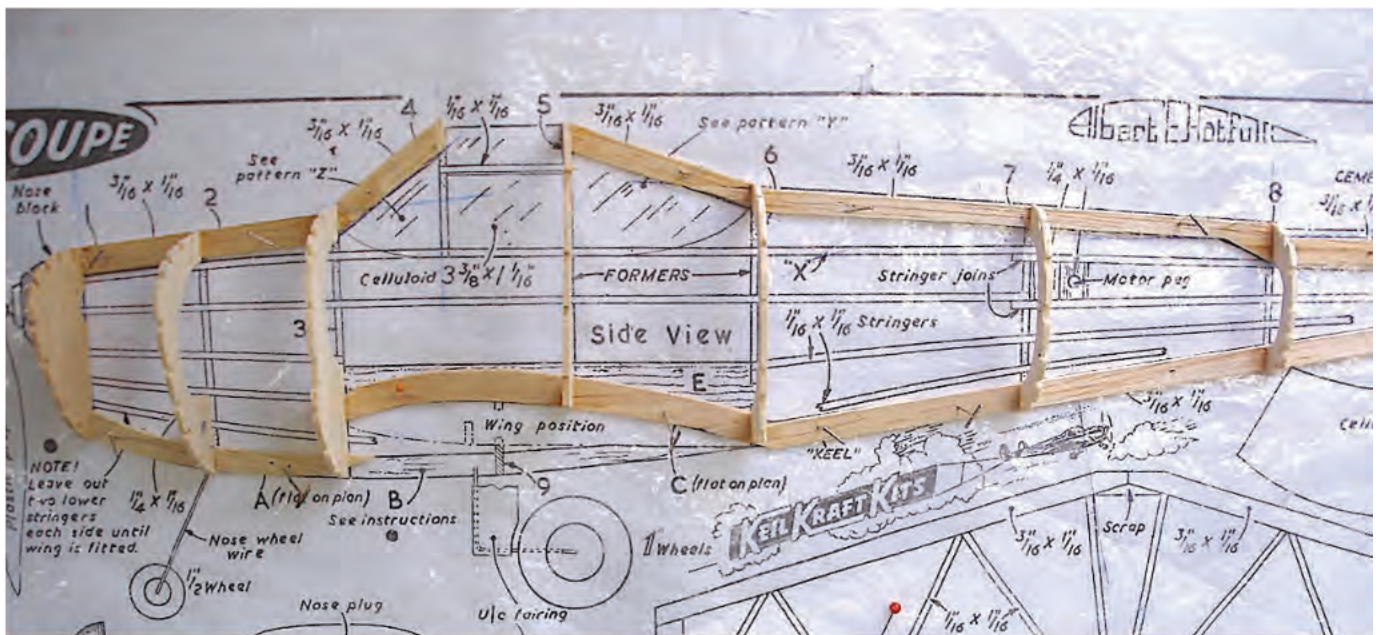 COUPE
Nose
block
3/16" x 1/16"
2
See
pattern "Z"
3/16" x 1/16"
4
1/16" x 1/16"
5
3/16" x 1/16"
See pattern "Y"
6
3/16" x 1/16"
7
1/4" x 1/16"
8
3/16" x 1/16"
3
Celluloid 3 3/8" x 1 1/16"
FORMERS
"X"
Stringer joins
Motor peg
Side View
1/16" x 1/16" Stringers
E
Wing position
"KEEL"
3/16" x 1/16"
NOTE!
Leave out
two lower
stringers
each side until
wing is fitted.
1/4" x 1/16"
A (flat on plan)
B
See instructions
9
C (flat on plan)
Nose wheel
wire
1/2" Wheel
1" Wheels
KEIL KRAFT KITS
U/c fairing
Nose plug
3/16" x 1/16"
Scrap
3/16" x 1/16"
1/16" x 1/16"